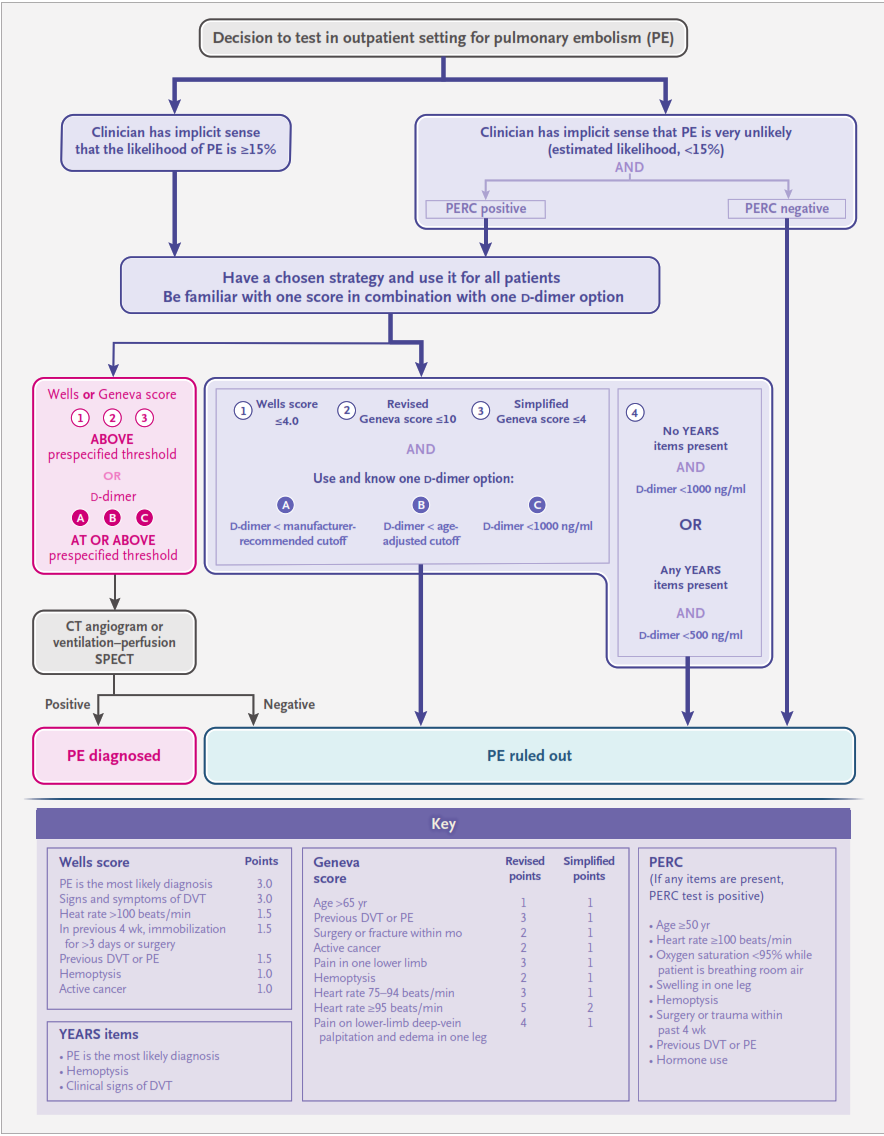 Decision to test in outpatient setting for pulmonary embolism (PE)
Clinician has implicit sense
that the likelihood of PE is ≥15%
Clinician has implicit sense that PE is very unlikely
(estimated likelihood, <15%)
AND
PERC positive
PERC negative
Have a chosen strategy and use it for all patients
Be familiar with one score in combination with one D-dimer option
Wells or Geneva score
1 2 3
ABOVE
prespecified threshold
OR
D-dimer
A B C
AT OR ABOVE
prespecified threshold
1 Wells score
≤4.0
2 Revised
Geneva score ≤10
3 Simplified
Geneva score ≤4
AND
Use and know one D-dimer option:
A
D-dimer < manufacturer-
recommended cutoff
B
D-dimer < age-
adjusted cutoff
C
D-dimer <1000 ng/ml
4
No YEARS
items present
AND
D-dimer <1000 ng/ml
OR
Any YEARS
items present
AND
D-dimer <500 ng/ml
CT angiogram or
ventilation–perfusion
SPECT
Positive
Negative
PE diagnosed
PE ruled out
Key
Wells score Points
PE is the most likely diagnosis 3.0
Signs and symptoms of DVT 3.0
Heat rate >100 beats/min 1.5
In previous 4 wk, immobilization 1.5
for >3 days or surgery
Previous DVT or PE 1.5
Hemoptysis 1.0
Active cancer 1.0
YEARS items
• PE is the most likely diagnosis
• Hemoptysis
• Clinical signs of DVT
Geneva Revised Simplified
score points points
Age >65 yr 1 1
Previous DVT or PE 3 1
Surgery or fracture within mo 2 1
Active cancer 2 1
Pain in one lower limb 3 1
Hemoptysis 2 1
Heart rate 75–94 beats/min 3 1
Heart rate ≥95 beats/min 5 2
Pain on lower-limb deep-vein 4 1
palpitation and edema in one leg
PERC
(If any items are present,
PERC test is positive)
• Age ≥50 yr
• Heart rate ≥100 beats/min
• Oxygen saturation <95% while
patient is breathing room air
• Swelling in one leg
• Hemoptysis
• Surgery or trauma within
past 4 wk
• Previous DVT or PE
• Hormone use